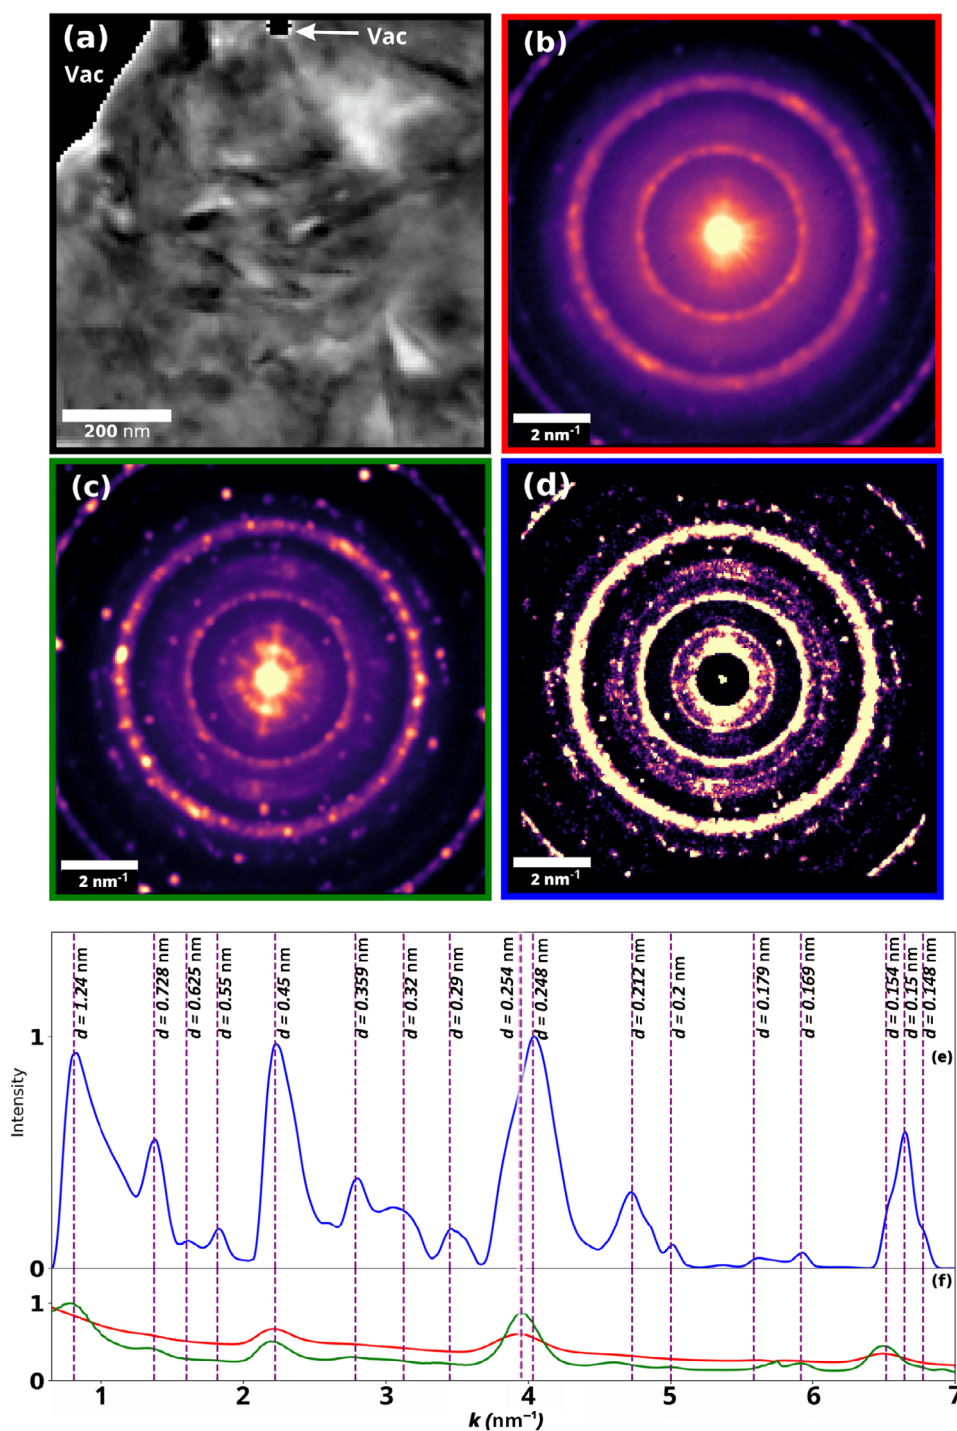 (a)
Vac
Vac
200 nm
(b)
2 nm⁻¹
(c)
2 nm⁻¹
(d)
2 nm⁻¹
d = 1.24 nm
d = 0.728 nm
d = 0.625 nm
d = 0.55 nm
d = 0.45 nm
d = 0.359 nm
d = 0.32 nm
d = 0.29 nm
d = 0.254 nm
d = 0.248 nm
d = 0.212 nm
d = 0.2 nm
d = 0.179 nm
d = 0.169 nm
d = 0.154 nm
d = 0.15 nm
d = 0.148 nm
1
(e)
Intensity
0
(f)
1
0
1 2 3 4 5 6 7
k (nm⁻¹)